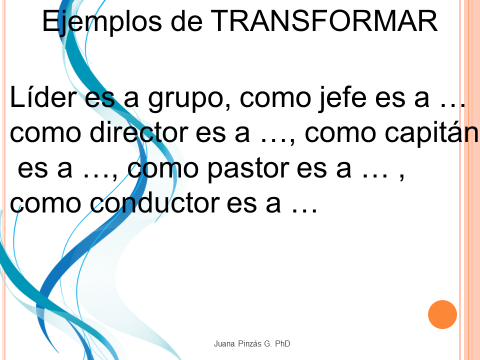 Ejemplos de TRANSFORMAR
Líder es a grupo, como jefe es a …
como director es a …, como capitán
es a …, como pastor es a … ,
como conductor es a …
Juana Pinzás G. PhD